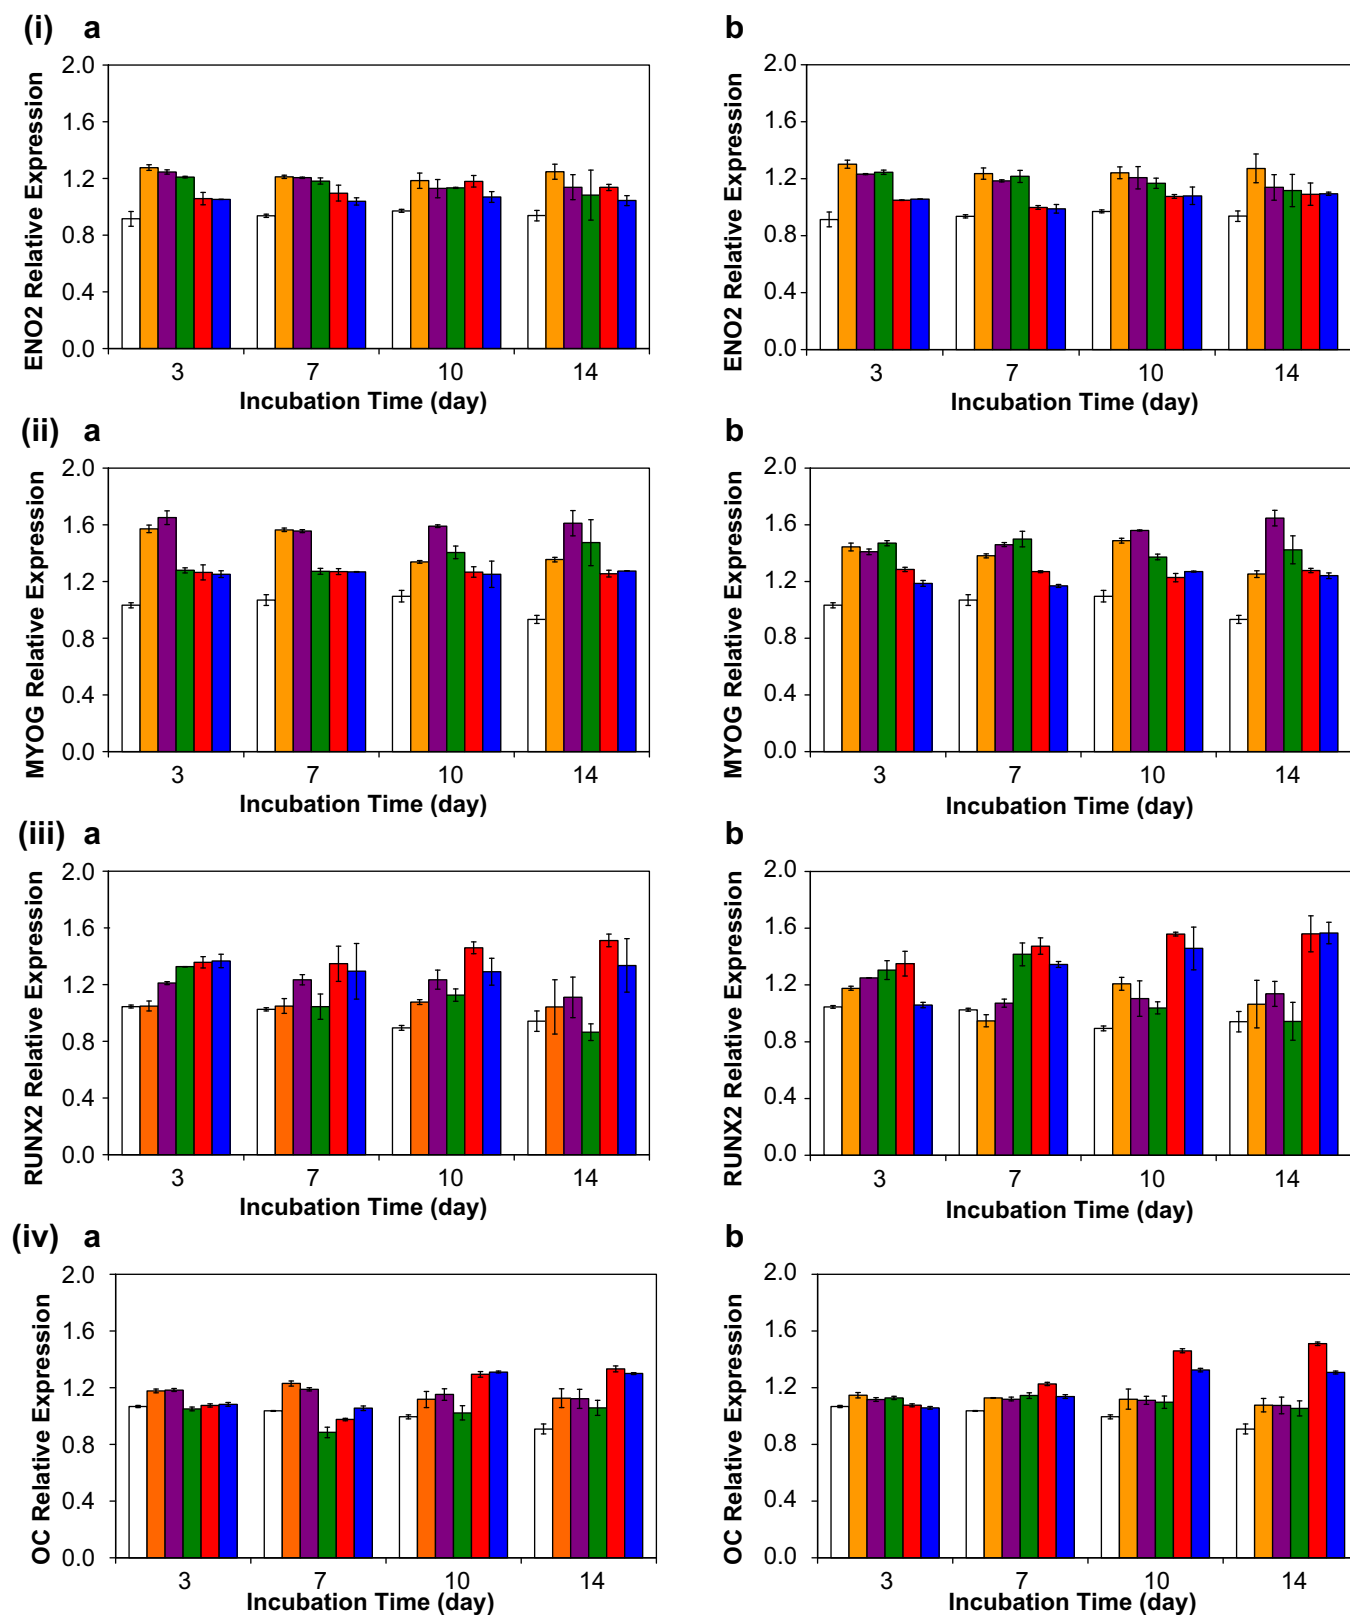 (i) a
ENO2 Relative Expression
2.0
1.6
1.2
0.8
0.4
0.0
3 7 10 14
Incubation Time (day)
b
ENO2 Relative Expression
2.0
1.6
1.2
0.8
0.4
0.0
3 7 10 14
Incubation Time (day)
(ii) a
MYOG Relative Expression
2.0
1.6
1.2
0.8
0.4
0.0
3 7 10 14
Incubation Time (day)
b
MYOG Relative Expression
2.0
1.6
1.2
0.8
0.4
0.0
3 7 10 14
Incubation Time (day)
(iii) a
RUNX2 Relative Expression
2.0
1.6
1.2
0.8
0.4
0.0
3 7 10 14
Incubation Time (day)
b
RUNX2 Relative Expression
2.0
1.6
1.2
0.8
0.4
0.0
3 7 10 14
Incubation Time (day)
(iv) a
OC Relative Expression
2.0
1.6
1.2
0.8
0.4
0.0
3 7 10 14
Incubation Time (day)
b
OC Relative Expression
2.0
1.6
1.2
0.8
0.4
0.0
3 7 10 14
Incubation Time (day)